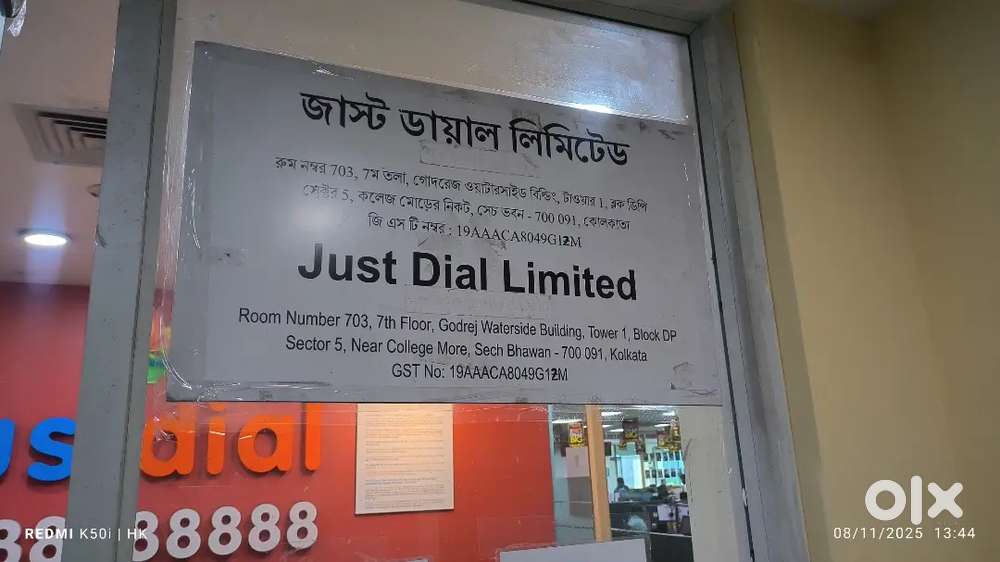 জাস্ট ডায়াল লিমিটেড
রুম নম্বর 703, 7ম তলা, গোদরেজ ওয়াটারসাইড বিল্ডিং, টাওয়ার 1, ব্লক ডিপি
সেক্টর 5, কলেজ মোড়ের নিকট, সেচ ভবন - 700 091, কোলকাতা
জি এস টি নম্বর : 19AAACA8049G12M
Just Dial Limited
Room Number 703, 7th Floor, Godrej Waterside Building, Tower 1, Block DP
Sector 5, Near College More, Sech Bhawan - 700 091, Kolkata
GST No: 19AAACA8049G12M
us dial
88 38888
REDMI K50i | HK
olx
08/11/2025 13:44